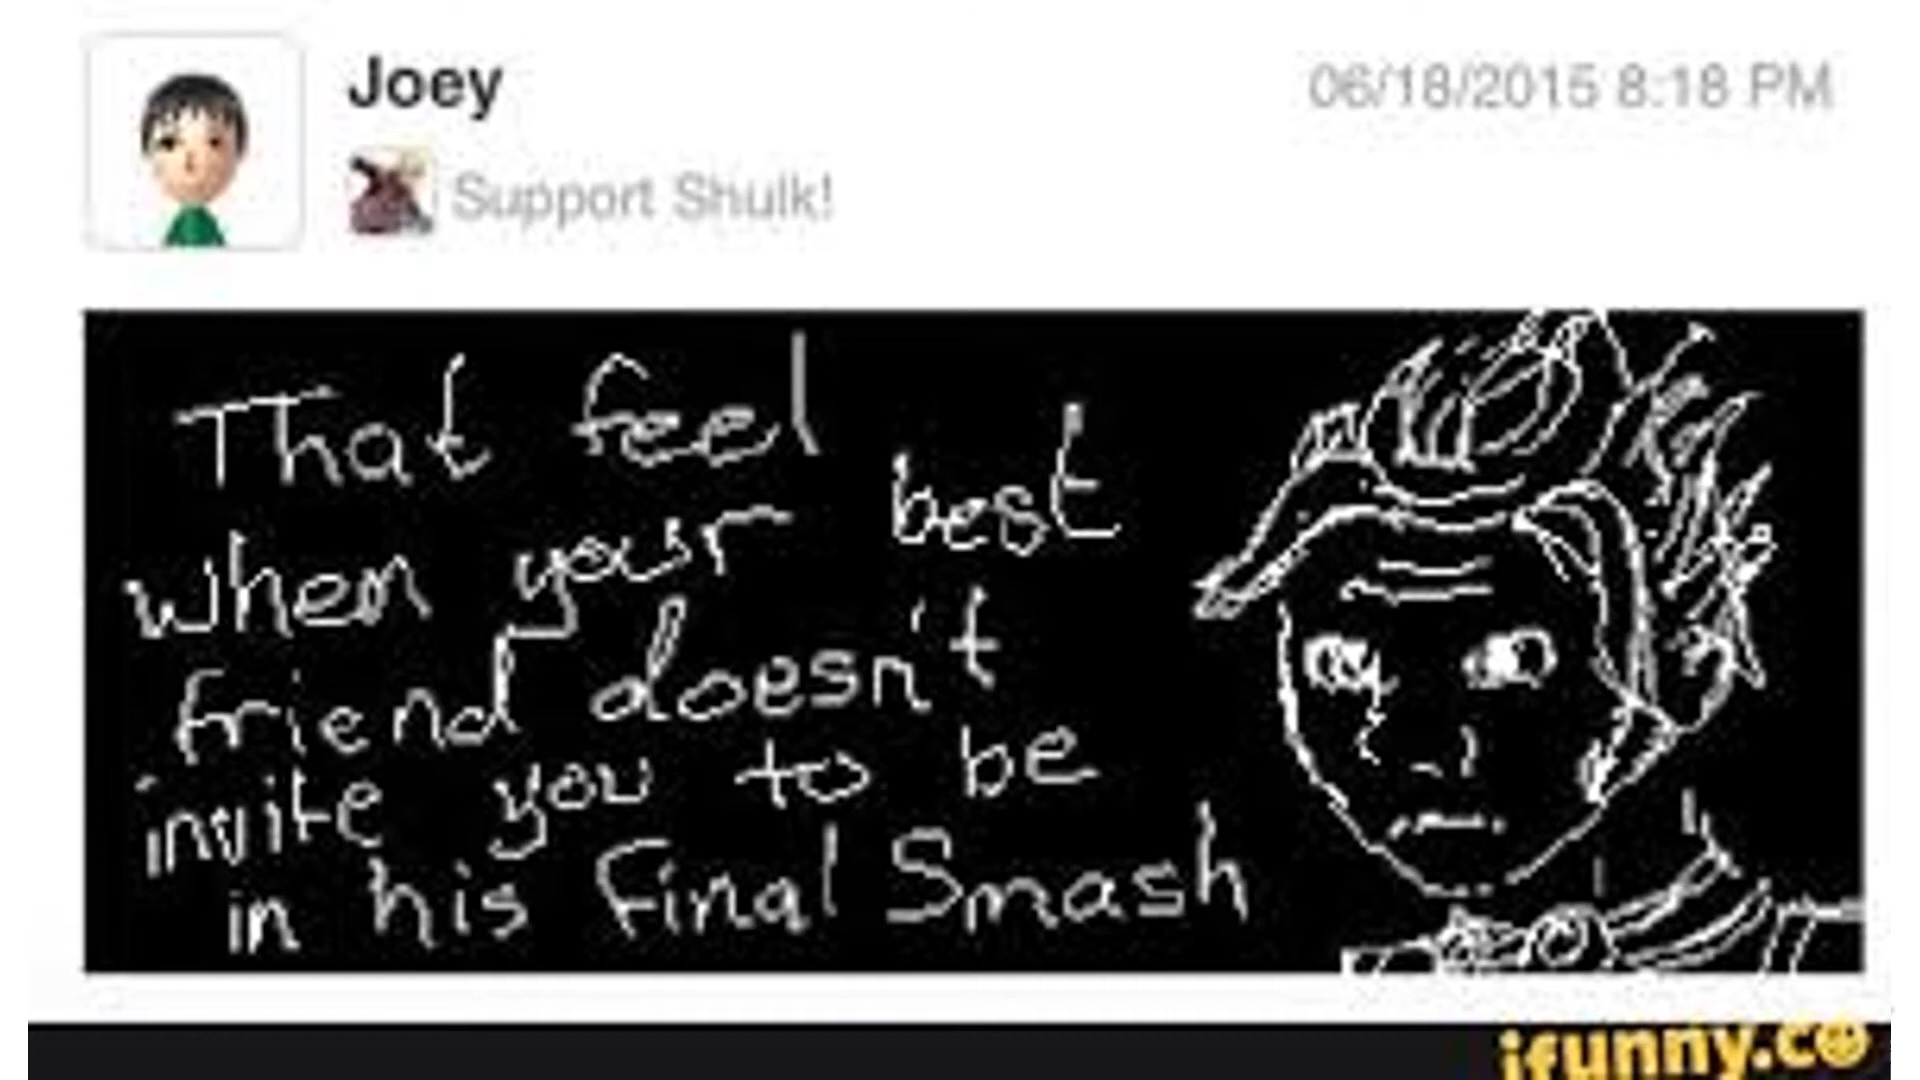 Joey
06/18/2015 8:18 PM
Support Shulk!
That feel
when your best
friend doesn't
invite you to be
in his Final Smash
ifunny.co